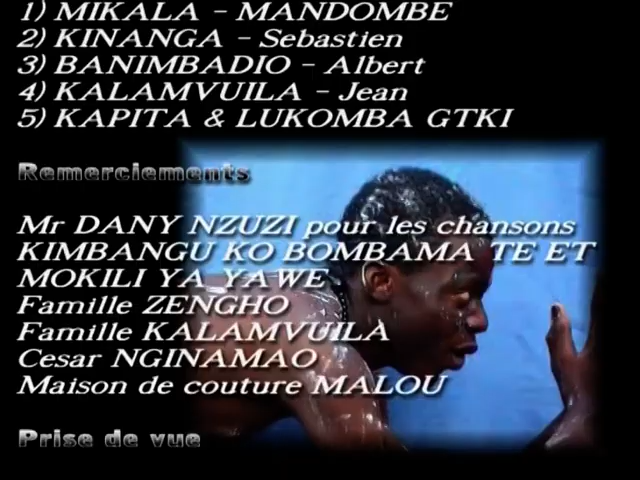 1) MIKALA - MANDOMBE
2) KINANGA - Sebastien
3) BANIMBADIO - Albert
4) KALAMVUILA - Jean
5) KAPITA & LUKOMBA GTKI
Remerciements
Mr DANY NZUZI pour les chansons
KIMBANGU KO BOMBAMA TE ET
MOKILI YA YAWE
Famille ZENGHO
Famille KALAMVUILA
Cesar NGINAMAO
Maison de couture MALOU
Prise de vue